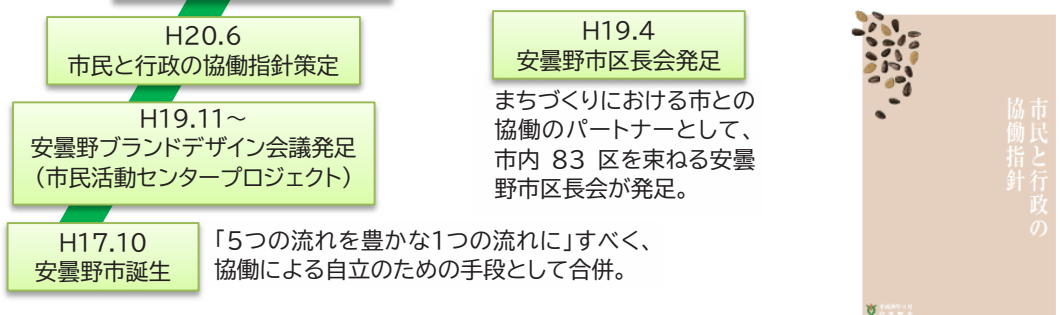 H20.6
市民と行政の協働指針策定
H19.4
安曇野市区長会発足
まちづくりにおける市との
協働のパートナーとして、
市内 83 区を束ねる安曇
野市区長会が発足。
H19.11～
安曇野ブランドデザイン会議発足
（市民活動センタープロジェクト）
H17.10
安曇野市誕生
「5つの流れを豊かな1つの流れに」すべく、
協働による自立のための手段として合併。
市民と行政の
協働指針